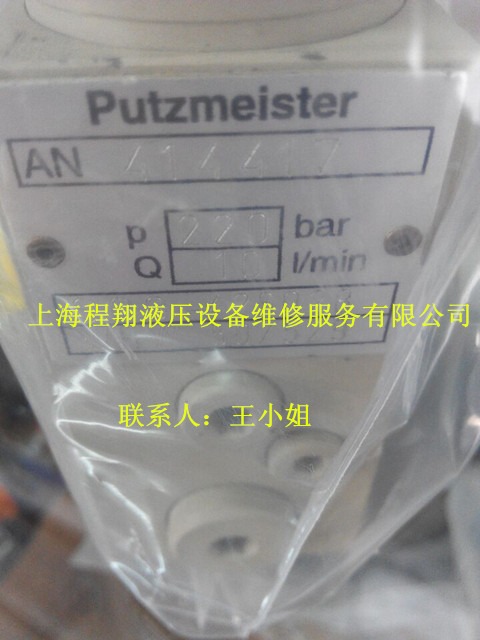 Putzmeister
AN 414417
p 220 bar
Q 10 l/min
上海程翔液压设备维修服务有限公司
联系人：王小姐